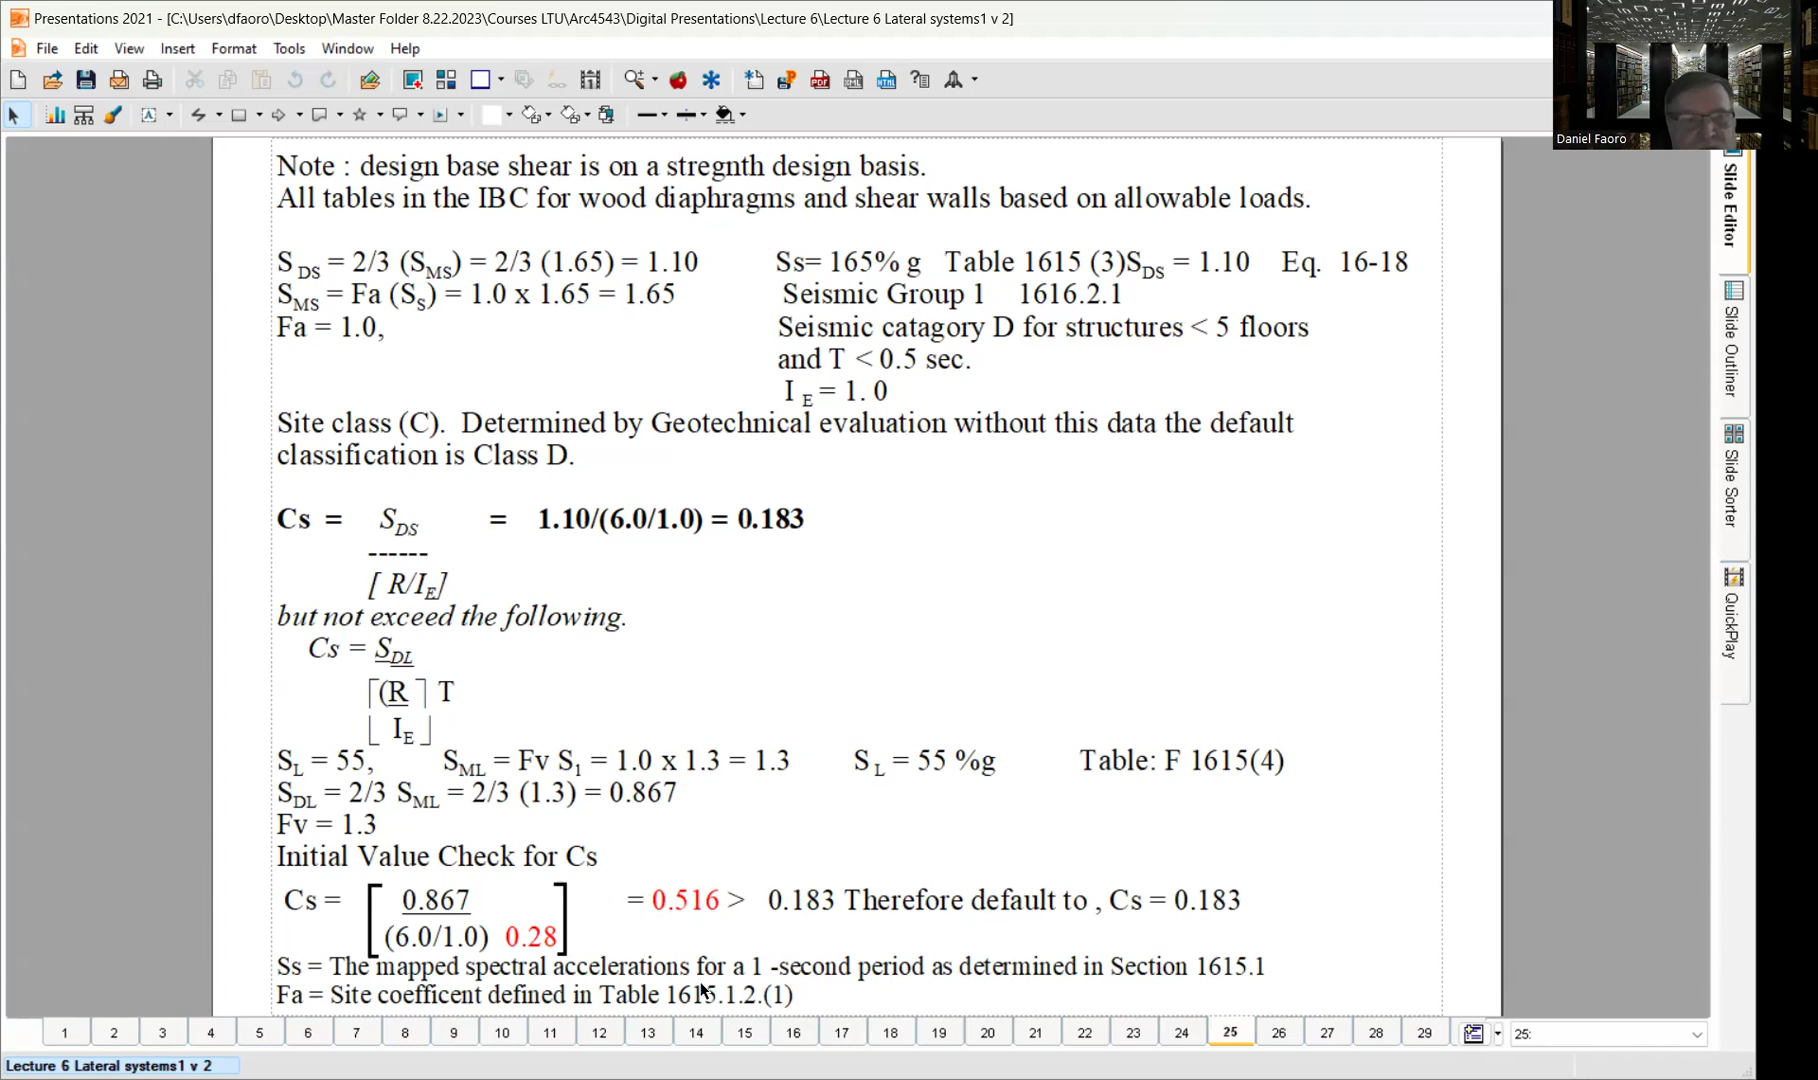 Presentations 2021 - [C:\Users\dfaoro\Desktop\Master Folder 8.22.2023\Courses LTU\Arc4543\Digital Presentations\Lecture 6\Lecture 6 Lateral systems1 v 2]
File Edit View Insert Format Tools Window Help
Daniel Faoro
Note : design base shear is on a stregnth design basis.
All tables in the IBC for wood diaphragms and shear walls based on allowable loads.
S DS = 2/3 (SMS) = 2/3 (1.65) = 1.10 Ss= 165% g Table 1615 (3)SDS = 1.10 Eq. 16-18
SMS = Fa (SS) = 1.0 x 1.65 = 1.65 Seismic Group 1 1616.2.1
Fa = 1.0, Seismic catagory D for structures < 5 floors
and T < 0.5 sec.
I E = 1. 0
Site class (C). Determined by Geotechnical evaluation without this data the default
classification is Class D.
Cs = SDS = 1.10/(6.0/1.0) = 0.183
------
[ R/IE]
but not exceed the following.
Cs = SDL
⎡(R ⎤ T
⎣ IE ⎦
SL = 55, SML = Fv S1 = 1.0 x 1.3 = 1.3 S L = 55 %g Table: F 1615(4)
SDL = 2/3 SML = 2/3 (1.3) = 0.867
Fv = 1.3
Initial Value Check for Cs
Cs = [ 0.867 ] = 0.516 > 0.183 Therefore default to , Cs = 0.183
(6.0/1.0) 0.28
Ss = The mapped spectral accelerations for a 1 -second period as determined in Section 1615.1
Fa = Site coefficent defined in Table 1615.1.2.(1)
Slide Editor
Slide Outliner
Slide Sorter
QuickPlay
1 2 3 4 5 6 7 8 9 10 11 12 13 14 15 16 17 18 19 20 21 22 23 24 25 26 27 28 29 25:
Lecture 6 Lateral systems1 v 2